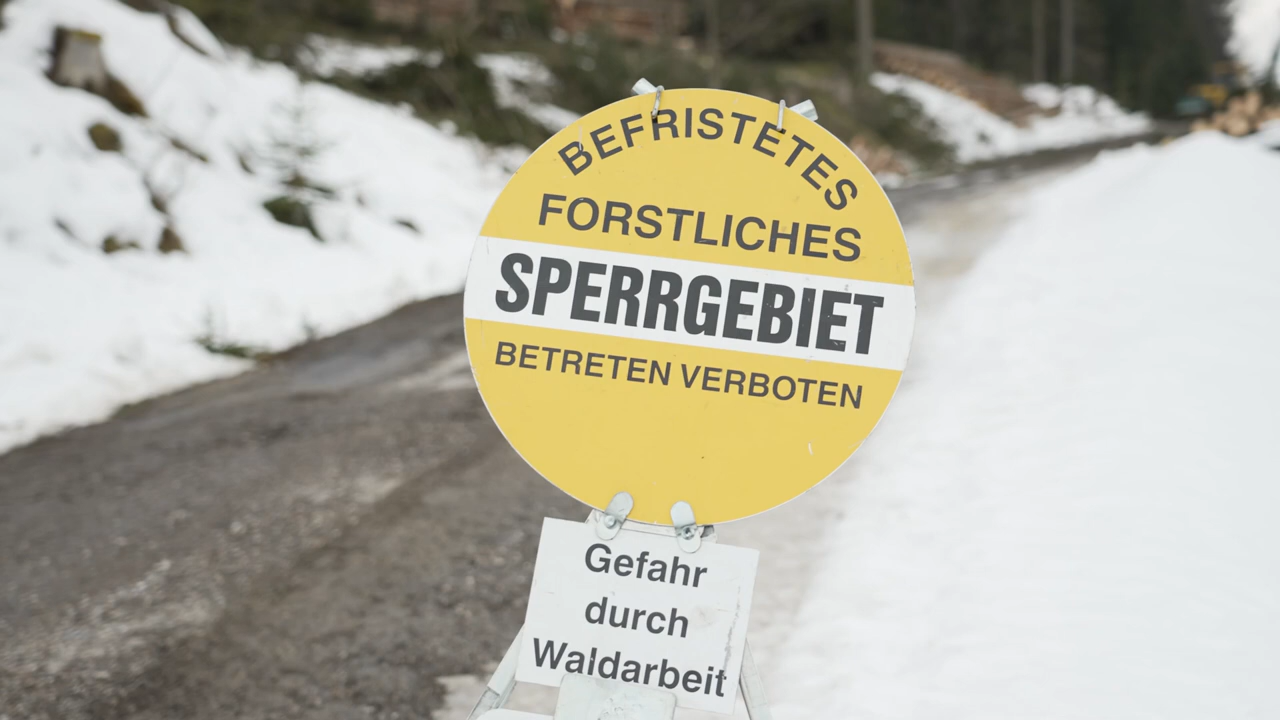 BEFRISTETES
FORSTLICHES
SPERRGEBIET
BETRETEN VERBOTEN
Gefahr
durch
Waldarbeit